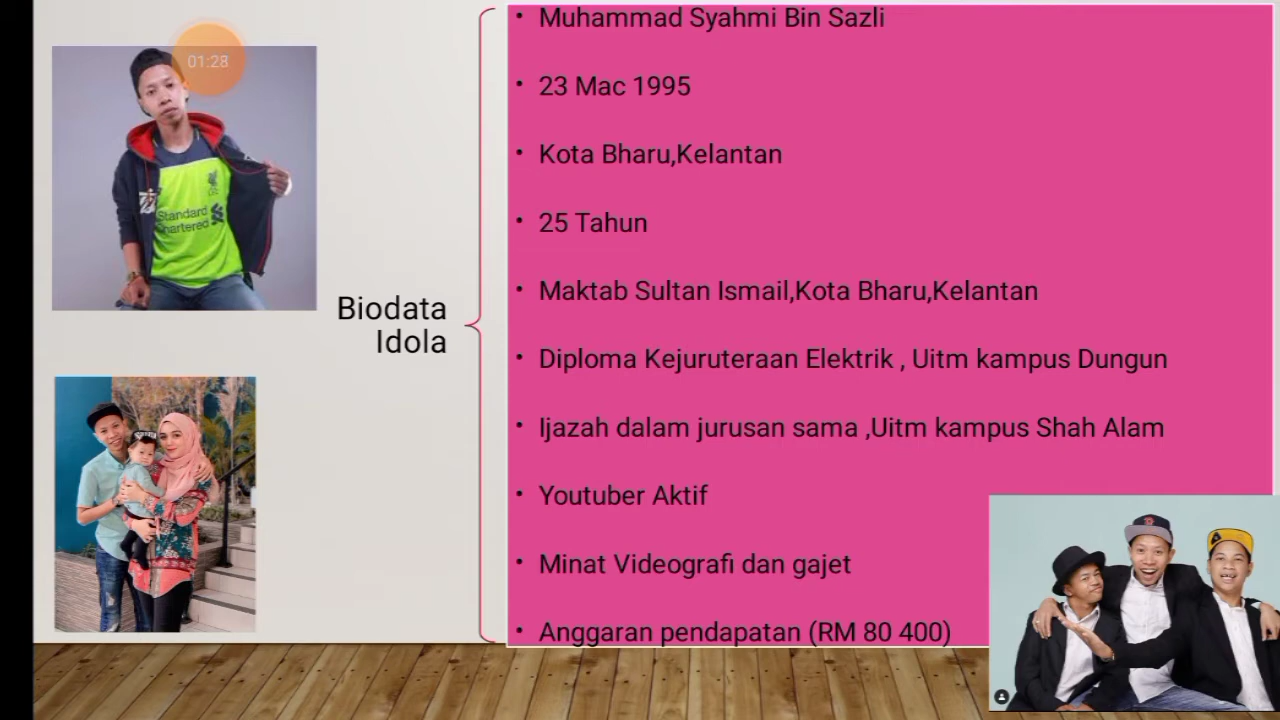 01:28
Standard
Chartered
Biodata
Idola
• Muhammad Syahmi Bin Sazli
• 23 Mac 1995
• Kota Bharu,Kelantan
• 25 Tahun
• Maktab Sultan Ismail,Kota Bharu,Kelantan
• Diploma Kejuruteraan Elektrik , Uitm kampus Dungun
• Ijazah dalam jurusan sama ,Uitm kampus Shah Alam
• Youtuber Aktif
• Minat Videografi dan gajet
• Anggaran pendapatan (RM 80 400)